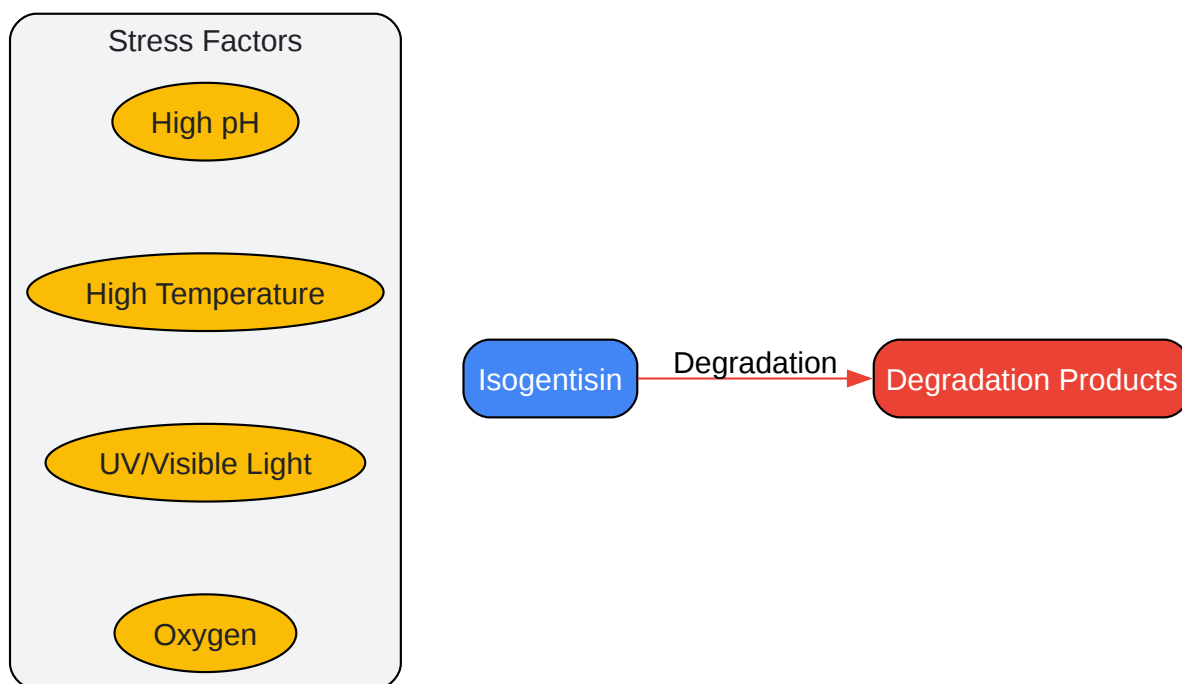 Stress Factors
High pH
High Temperature
UV/Visible Light
Oxygen
Isogentisin
Degradation
Degradation Products